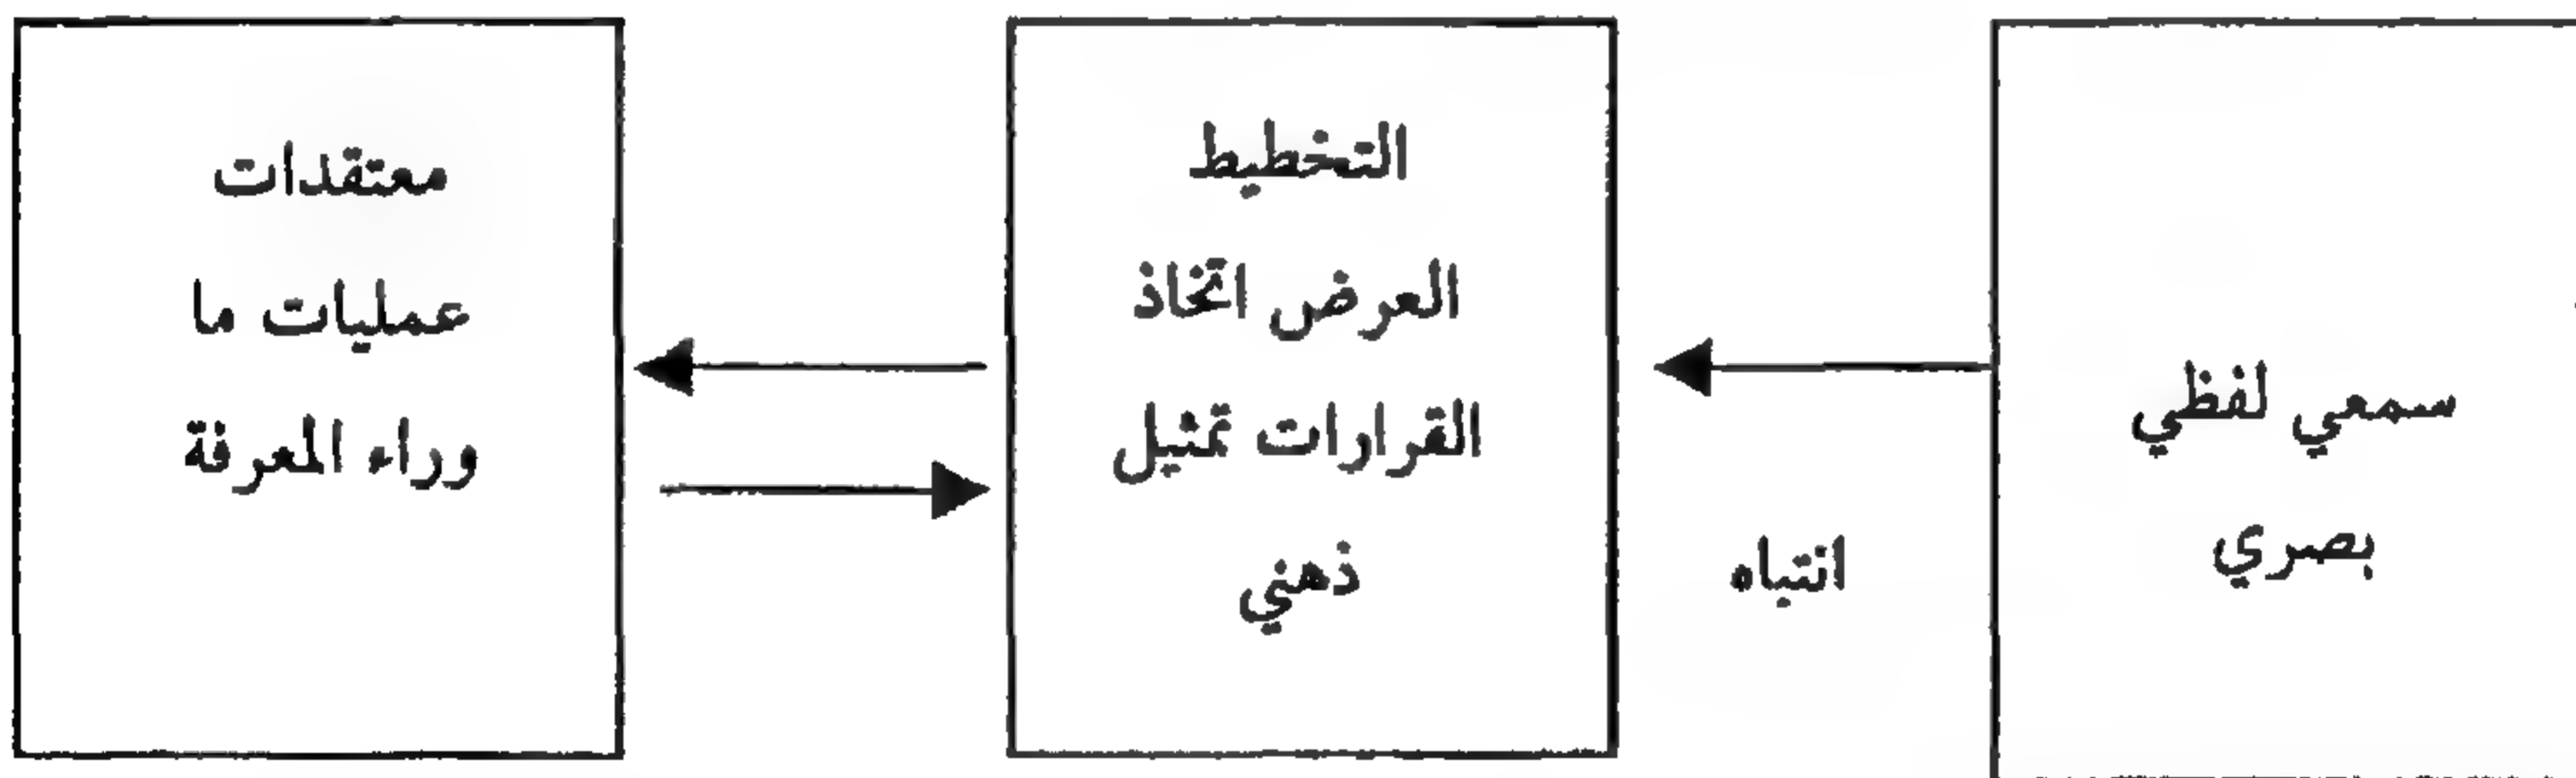 سمعي لفظي
بصري
انتباه
التخطيط
العرض اتخاذ
القرارات تمثيل
ذهني
معتقدات
عمليات ما
وراء المعرفة